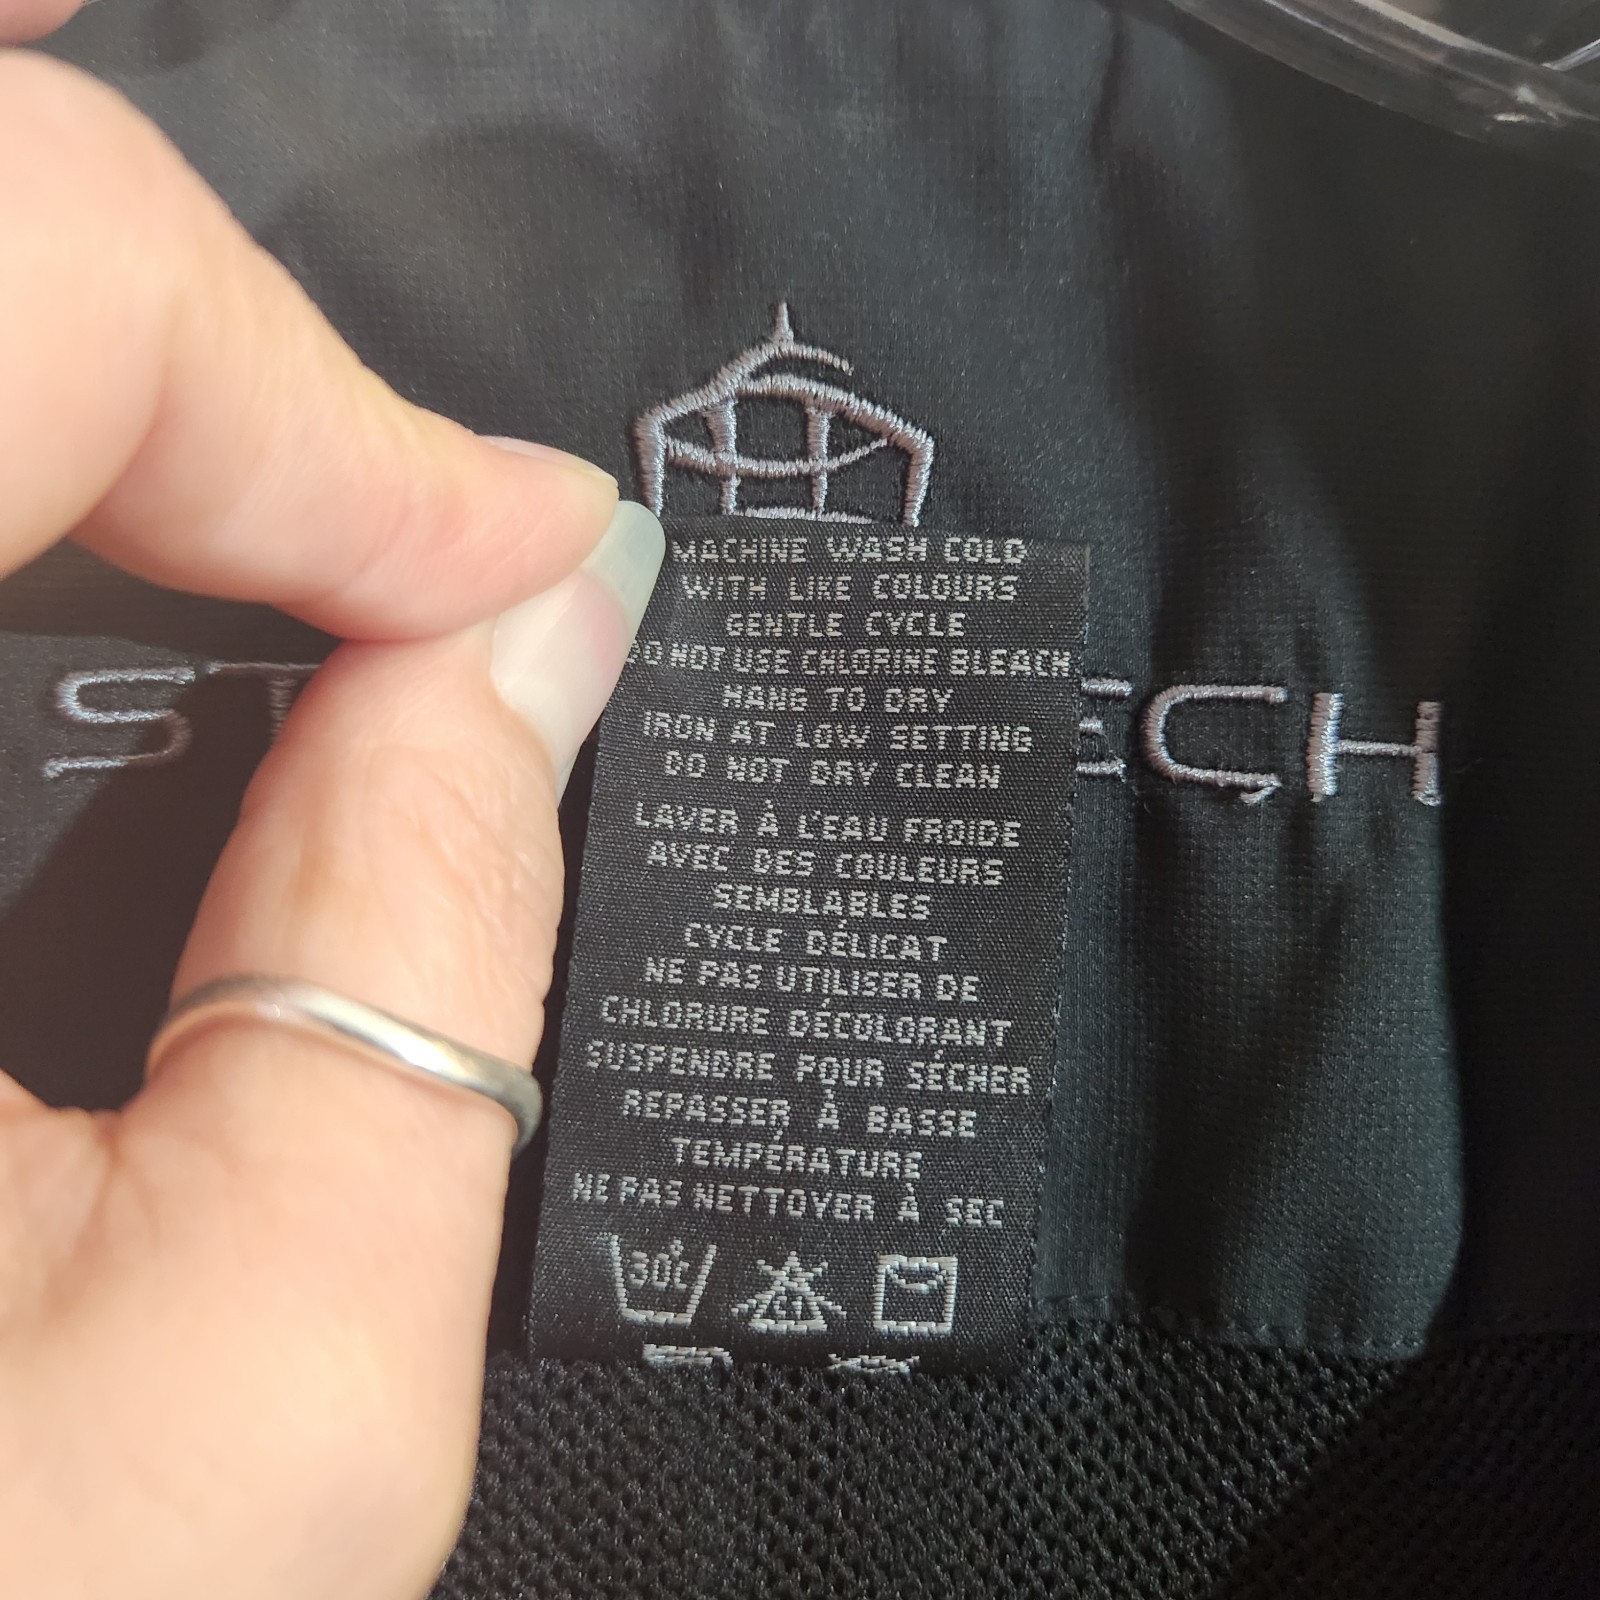 MACHINE WASH COLD
WITH LIKE COLOURS
GENTLE CYCLE
DO NOT USE CHLORINE BLEACH
HANG TO DRY
IRON AT LOW SETTING
DO NOT DRY CLEAN
LAVER À L'EAU FROIDE
AVEC DES COULEURS
SEMBLABLES
CYCLE DÉLICAT
NE PAS UTILISER DE
CHLORURE DÉCOLORANT
SUSPENDRE POUR SÉCHER
REPASSER À BASSE
TEMPÉRATURE
NE PAS NETTOYER À SEC
30°C CL